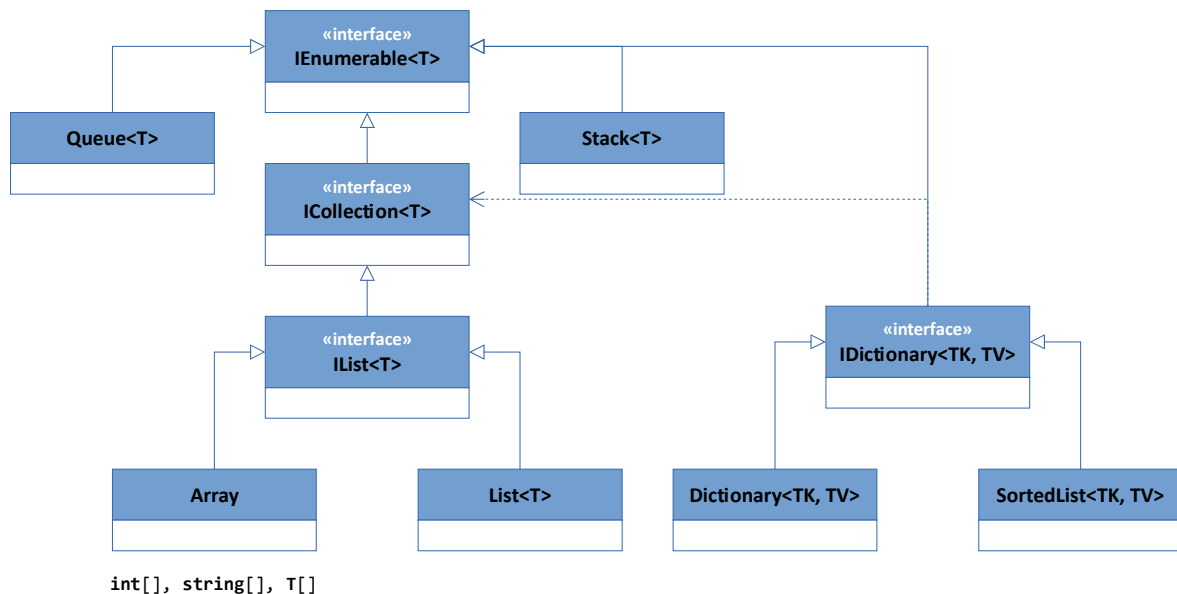 «interface»
IEnumerable<T>
Queue<T>
Stack<T>
«interface»
ICollection<T>
«interface»
IList<T>
«interface»
IDictionary<TK, TV>
Array
List<T>
Dictionary<TK, TV>
SortedList<TK, TV>
int[], string[], T[]